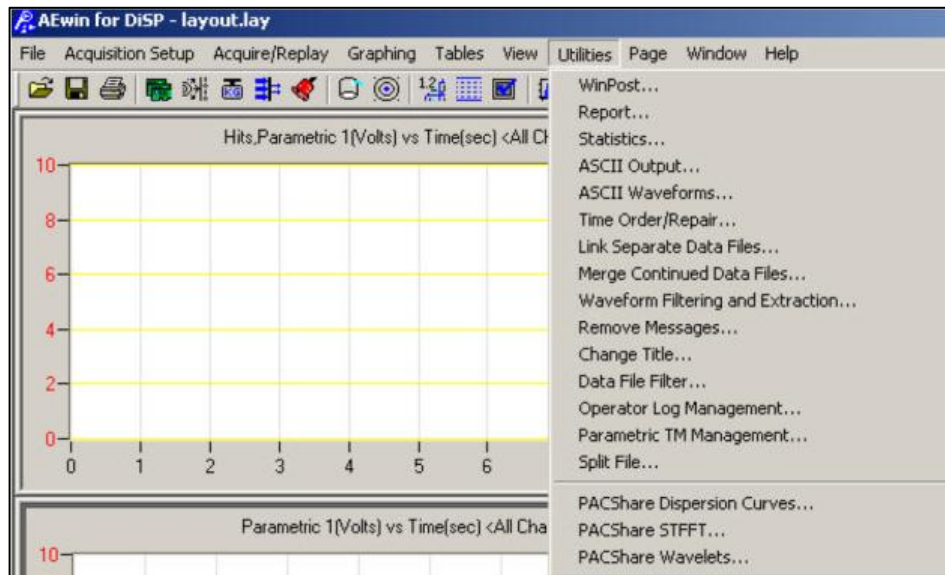 AEwin for DiSP - layout.lay
File Acquisition Setup Acquire/Replay Graphing Tables View Utilities Page Window Help
KG 1.2
Hits,Parametric 1(Volts) vs Time(sec) <All Ch
10
8
6
4
2
0
0 1 2 3 4 5 6
Parametric 1(Volts) vs Time(sec) <All Cha
10
WinPost...
Report...
Statistics...
ASCII Output...
ASCII Waveforms...
Time Order/Repair...
Link Separate Data Files...
Merge Continued Data Files...
Waveform Filtering and Extraction...
Remove Messages...
Change Title...
Data File Filter...
Operator Log Management...
Parametric TM Management...
Split File...
PACShare Dispersion Curves...
PACShare STFFT...
PACShare Wavelets...